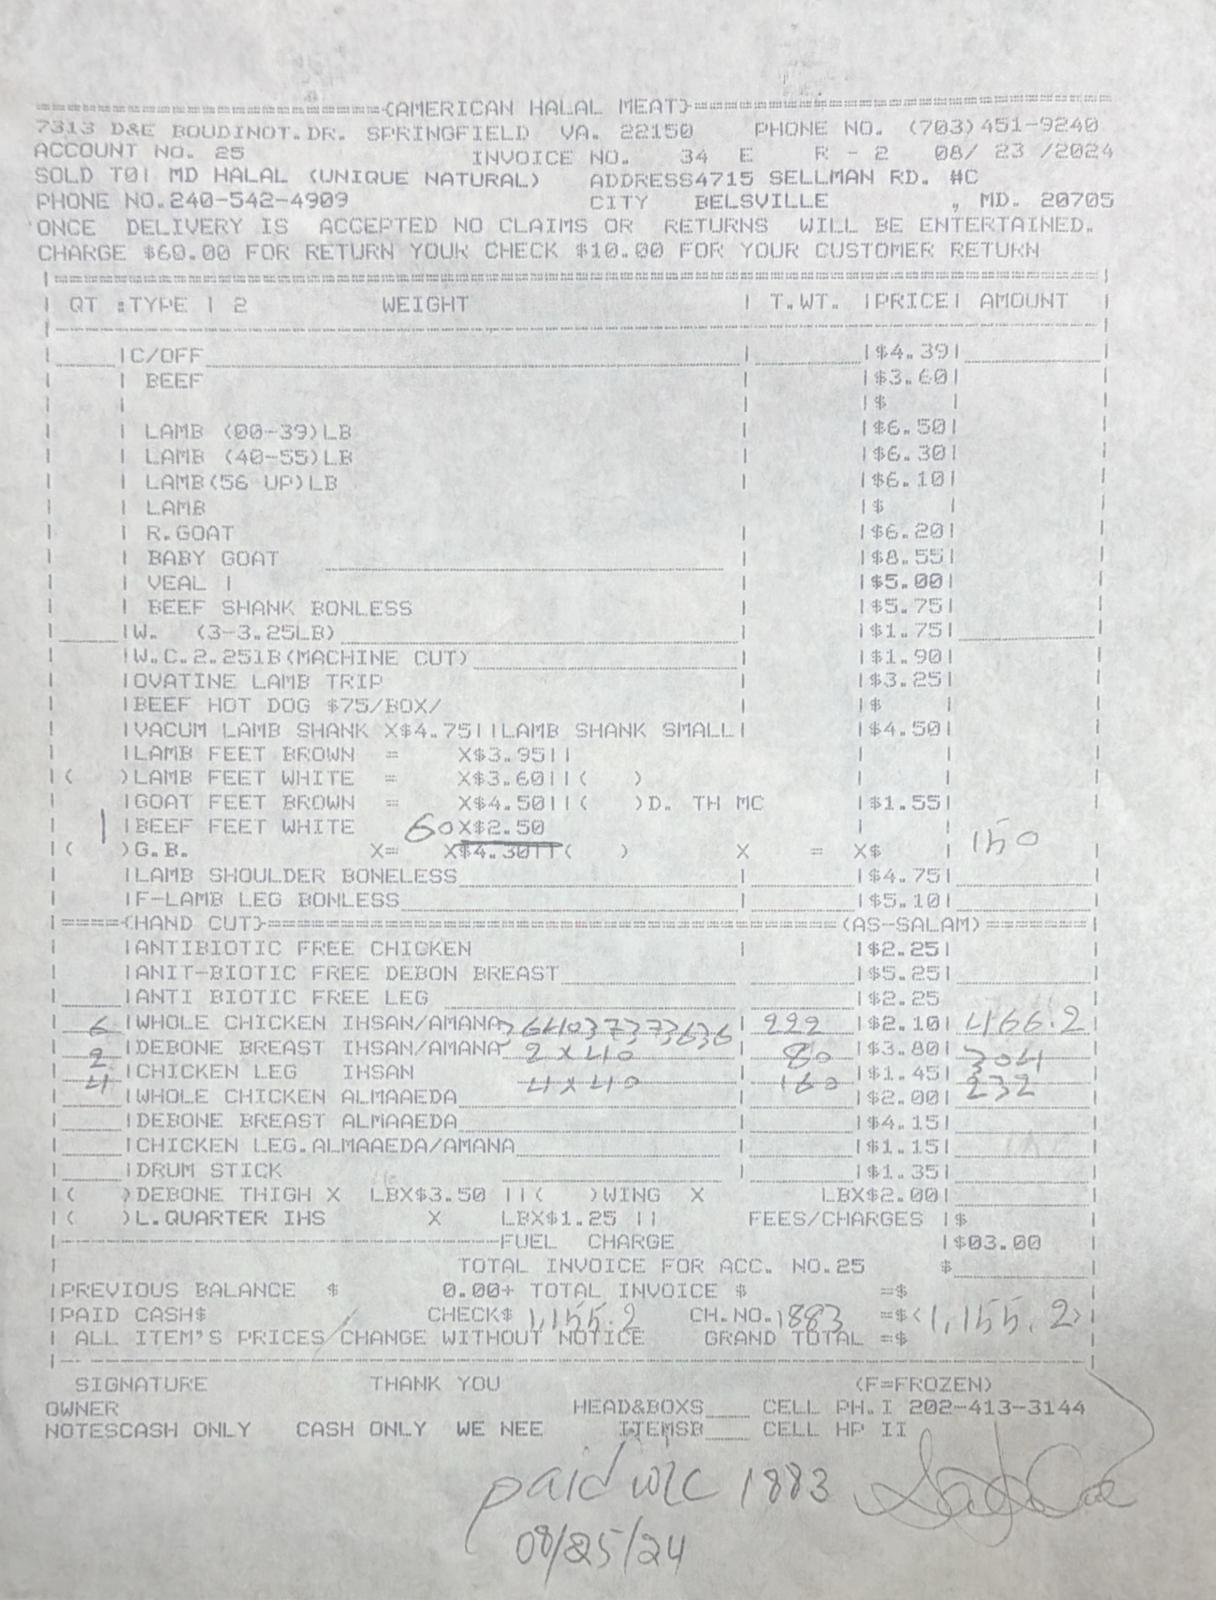 {AMERICAN HALAL MEAT}
7313 D&E BOUDINOT.DR. SPRINGFIELD VA. 22150 PHONE NO. (703)451-9240
ACCOUNT NO. 25 INVOICE NO. 34 E R - 2 08/ 23 /2024
SOLD TO! MD HALAL (UNIQUE NATURAL) ADDRESS4715 SELLMAN RD. #C
PHONE NO.240-542-4909 CITY BELSVILLE , MD. 20705
ONCE DELIVERY IS ACCEPTED NO CLAIMS OR RETURNS WILL BE ENTERTAINED.
CHARGE $60.00 FOR RETURN YOUR CHECK $10.00 FOR YOUR CUSTOMER RETURN
| QT :TYPE | 2 WEIGHT | T.WT. |PRICE| AMOUNT
|C/OFF |$4.39|
| BEEF |$3.60|
| |$ |
| LAMB (00-39)LB |$6.50|
| LAMB (40-55)LB |$6.30|
| LAMB(56 UP)LB |$6.10|
| LAMB |$ |
| R.GOAT |$6.20|
| BABY GOAT |$8.55|
| VEAL | |$5.00|
| BEEF SHANK BONLESS |$5.75|
|W. (3-3.25LB) |$1.75|
|W.C.2.25lB(MACHINE CUT) |$1.90|
|OVATINE LAMB TRIP |$3.25|
|BEEF HOT DOG $75/BOX/ |$ |
|VACUM LAMB SHANK X$4.75||LAMB SHANK SMALL| |$4.50|
|LAMB FEET BROWN = X$3.95||
|( )LAMB FEET WHITE = X$3.60||( )
|GOAT FEET BROWN = X$4.50||( )D. TH MC |$1.55|
1 |BEEF FEET WHITE 60 X$2.50 150
|( )G.B. X= X$4.30||( ) X = X$
|LAMB SHOULDER BONELESS |$4.75|
|F-LAMB LEG BONLESS |$5.10|
|====(HAND CUT)====(AS-SALAM)====|
|ANTIBIOTIC FREE CHICKEN |$2.25|
|ANIT-BIOTIC FREE DEBON BREAST |$5.25|
|ANTI BIOTIC FREE LEG |$2.25
6 |WHOLE CHICKEN IHSAN/AMANA 364037373636 | 222 |$2.10| 466.2
2 |DEBONE BREAST IHSAN/AMANA 2 x 40 | 80 |$3.80| 304
4 |CHICKEN LEG IHSAN 4 x 40 | 160 |$1.45| 232
|WHOLE CHICKEN ALMAAEDA |$2.00|
|DEBONE BREAST ALMAAEDA |$4.15|
|CHICKEN LEG.ALMAAEDA/AMANA |$1.15|
|DRUM STICK |$1.35|
|( )DEBONE THIGH X LBX$3.50 ||( )WING X LBX$2.00|
|( )L.QUARTER IHS X LBX$1.25 || FEES/CHARGES |$
FUEL CHARGE |$03.00
TOTAL INVOICE FOR ACC. NO.25 $
|PREVIOUS BALANCE $ 0.00+ TOTAL INVOICE $ =$
|PAID CASH$ CHECK$ 1,155.2 CH.NO. 1883 =$<1,155.2>
| ALL ITEM'S PRICES CHANGE WITHOUT NOTICE GRAND TOTAL =$
SIGNATURE THANK YOU (F=FROZEN)
OWNER HEAD&BOXS CELL PH.I 202-413-3144
NOTESCASH ONLY CASH ONLY WE NEE ITEMSB CELL HP II
paid 1883
08/25/24